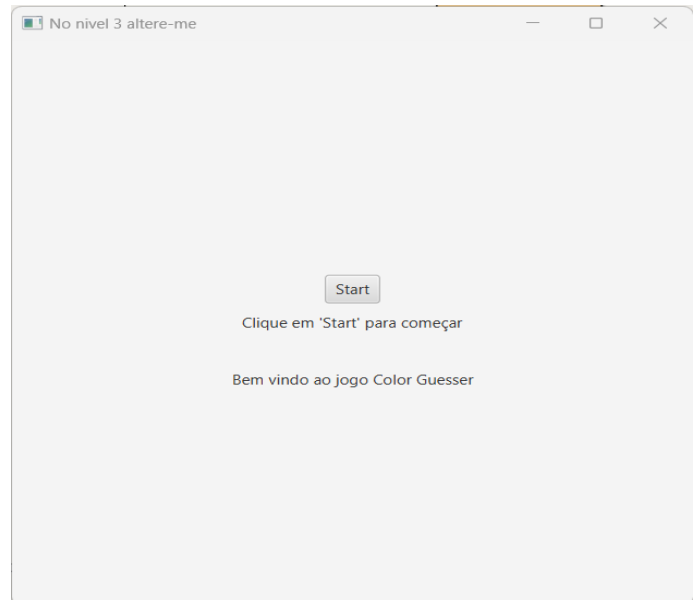 No nivel 3 altere-me
Start
Clique em 'Start' para começar
Bem vindo ao jogo Color Guesser